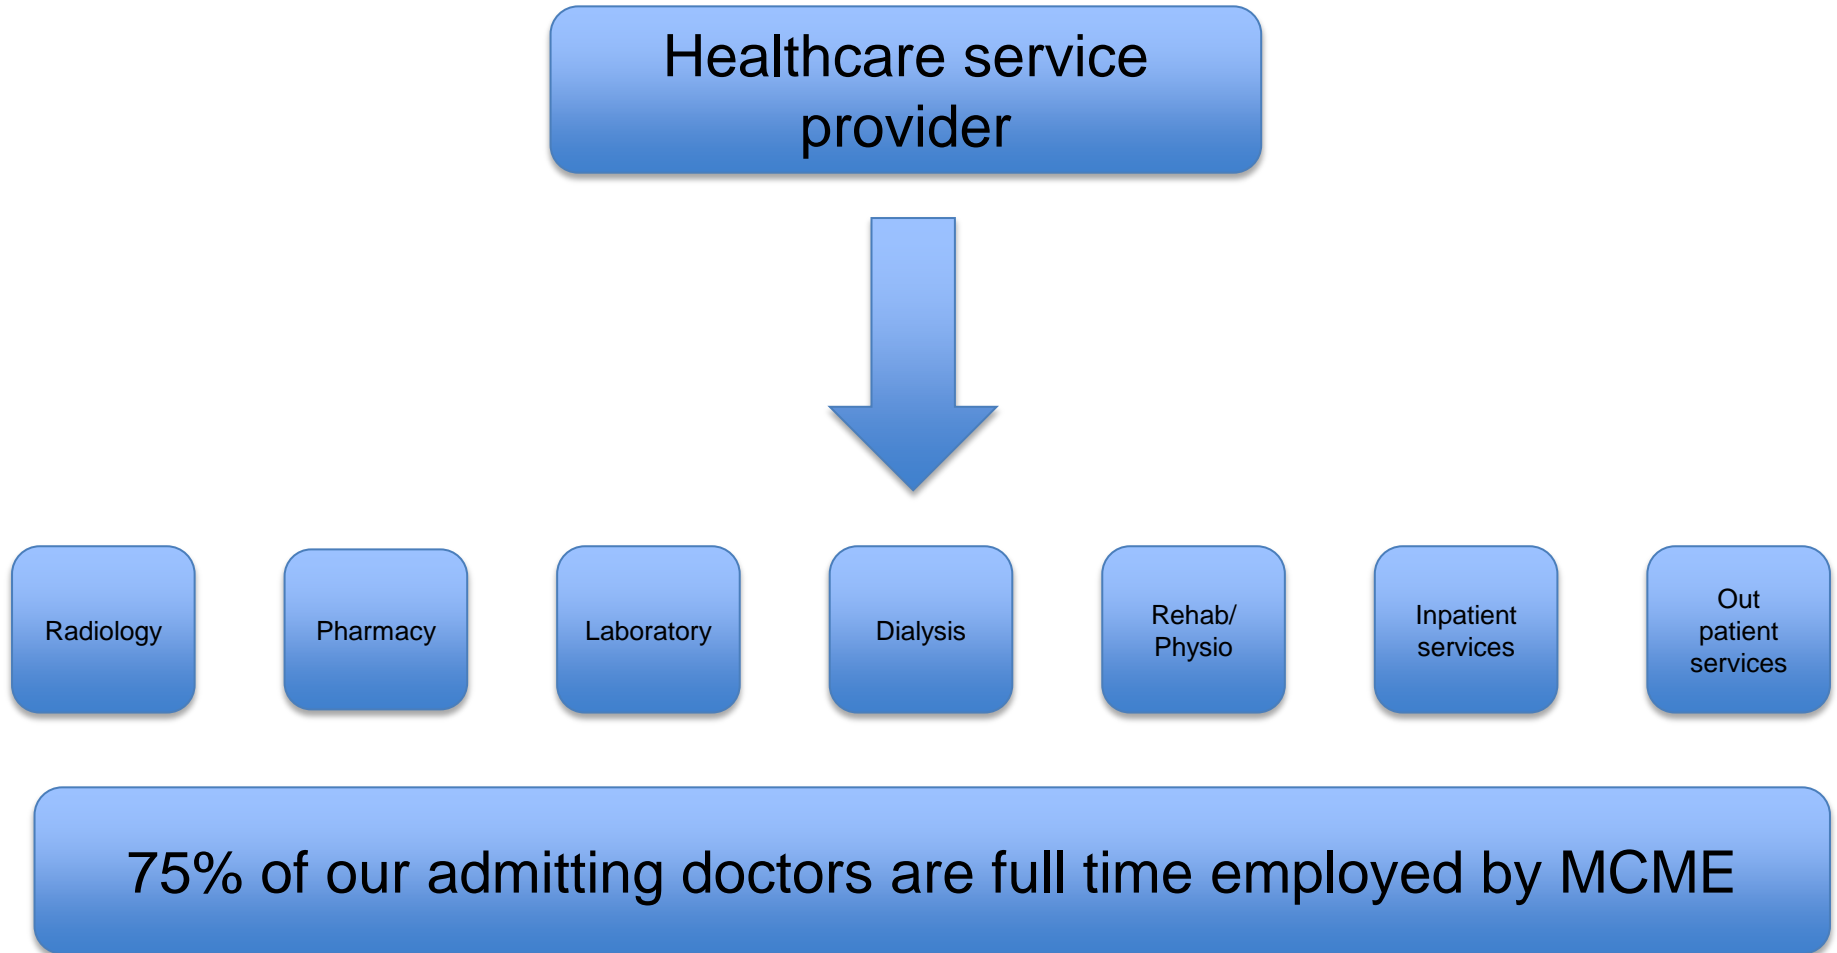 Healthcare service
provider
Radiology
Pharmacy
Laboratory
Dialysis
Rehab/
Physio
Inpatient
services
Out
patient
services
75% of our admitting doctors are full time employed by MCME